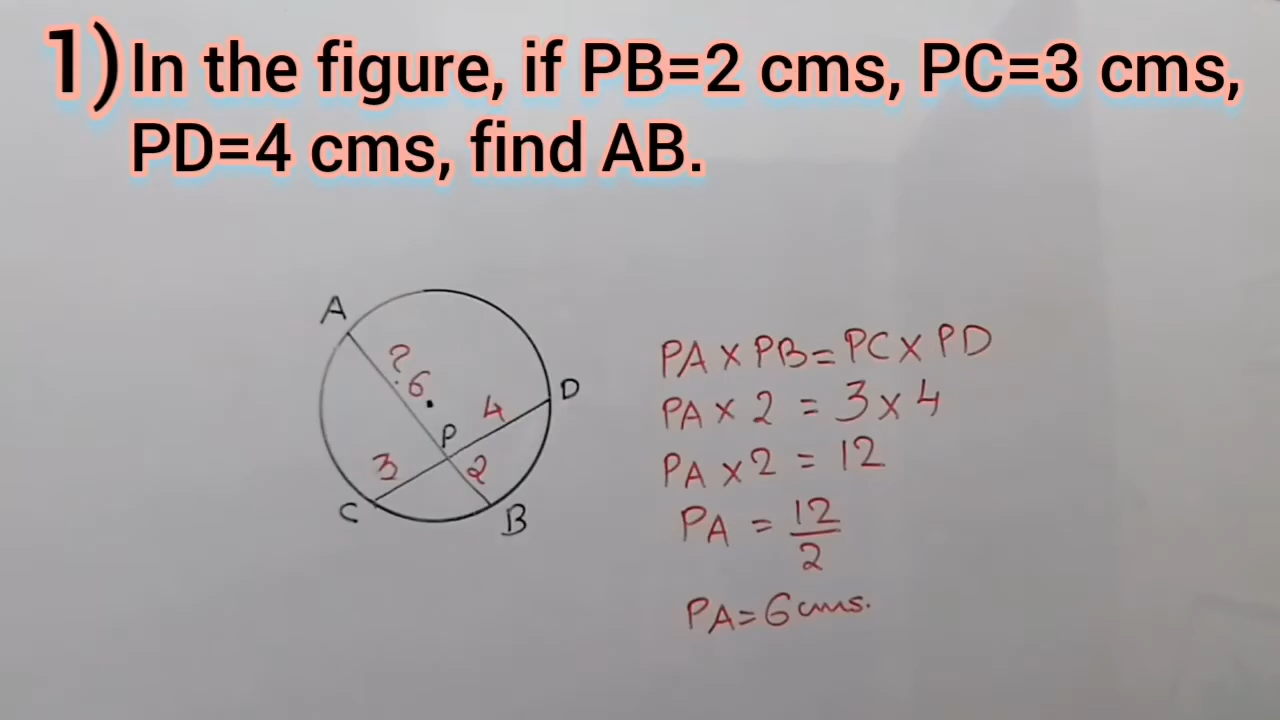 1) In the figure, if PB=2 cms, PC=3 cms,
PD=4 cms, find AB.
A
?
6
D
4
P
3
2
C
B
PA x PB = PC x PD
PA x 2 = 3 x 4
PA x 2 = 12
PA = 12/2
PA = 6 cms.